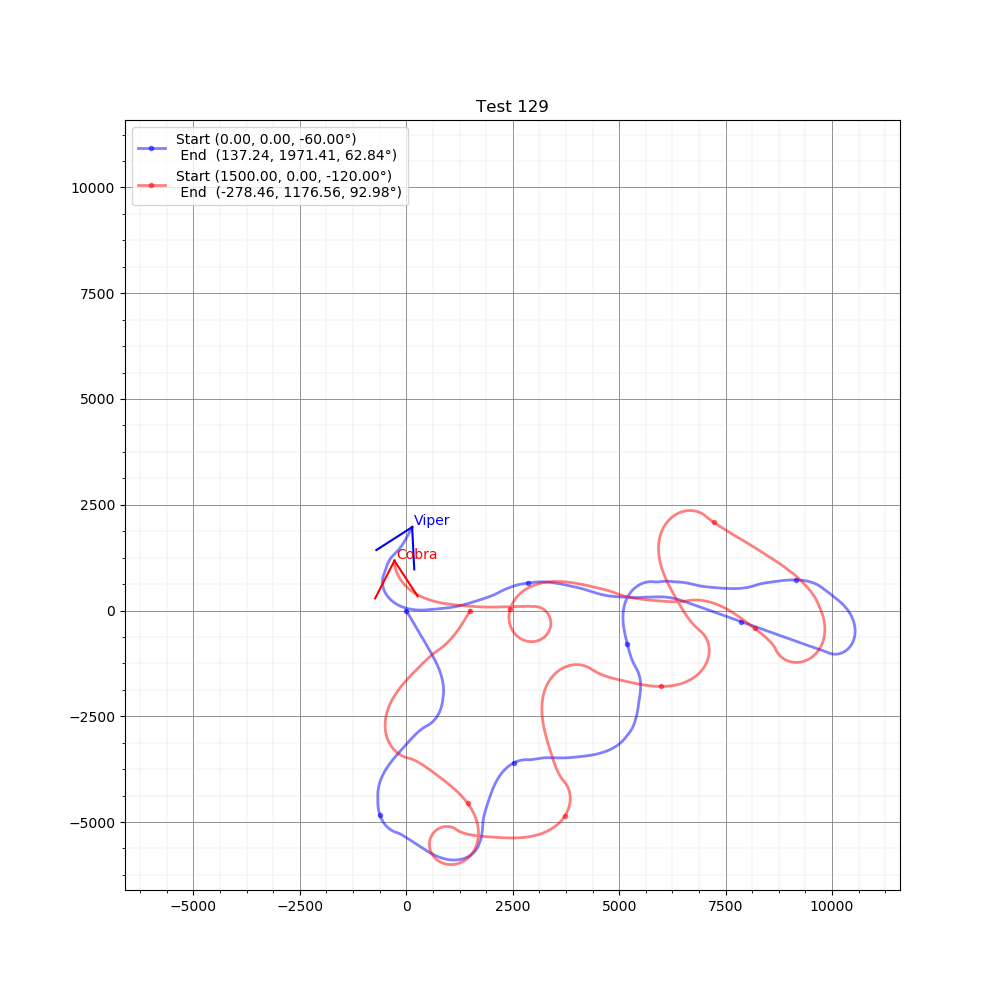 Test 129
Start (0.00, 0.00, -60.00°)
End  (137.24, 1971.41, 62.84°)
Start (1500.00, 0.00, -120.00°)
End  (-278.46, 1176.56, 92.98°)
10000
7500
5000
2500
0
−2500
−5000
Viper
Cobra
−5000
−2500
0
2500
5000
7500
10000